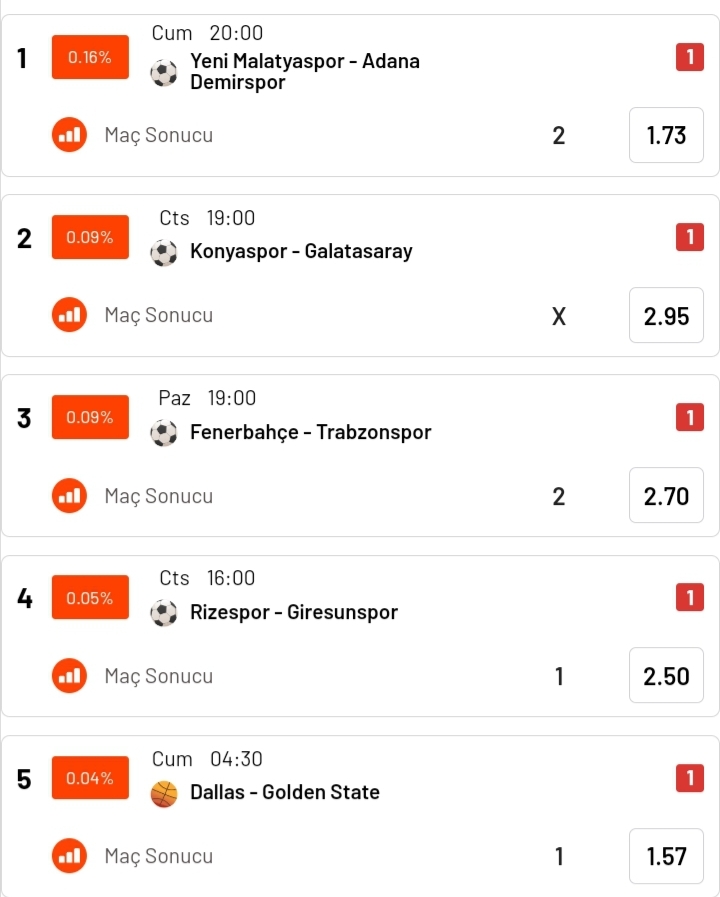 Cum 20:00
1 0.16% Yeni Malatyaspor - Adana 1
Demirspor
Maç Sonucu 2 1.73
Cts 19:00
2 0.09% Konyaspor - Galatasaray 1
Maç Sonucu X 2.95
Paz 19:00
3 0.09% Fenerbahçe - Trabzonspor 1
Maç Sonucu 2 2.70
Cts 16:00
4 0.05% Rizespor - Giresunspor 1
Maç Sonucu 1 2.50
Cum 04:30
5 0.04% Dallas - Golden State 1
Maç Sonucu 1 1.57